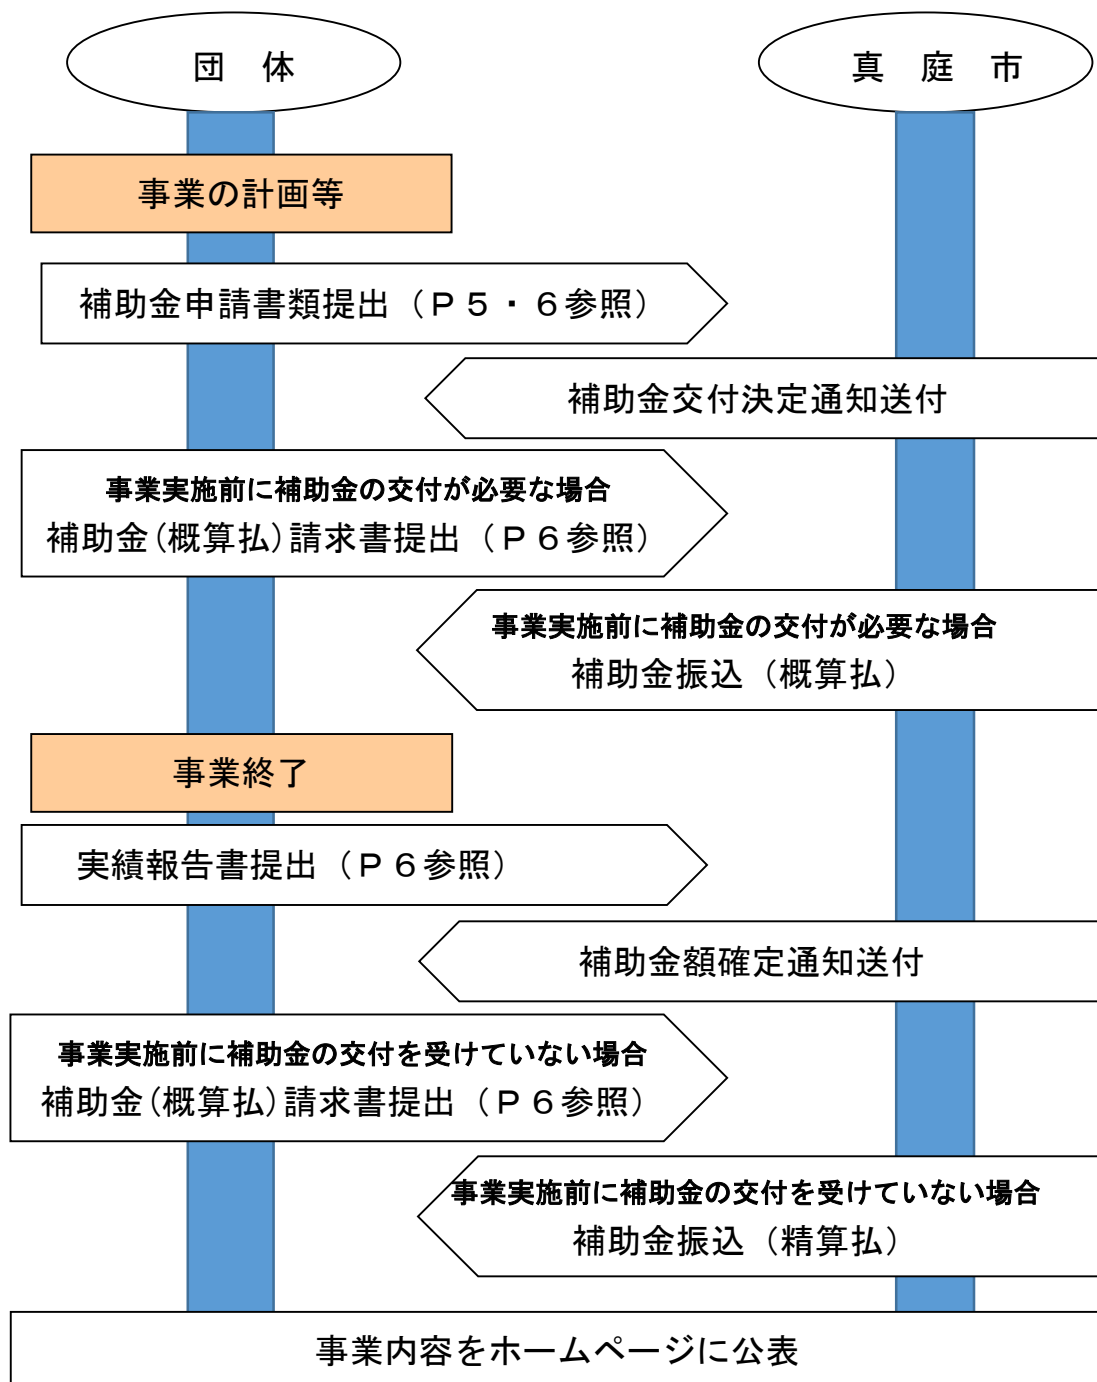 団　体
真　庭　市
事業の計画等
補助金申請書類提出（Ｐ５・６参照）
補助金交付決定通知送付
事業実施前に補助金の交付が必要な場合
補助金(概算払)請求書提出（Ｐ６参照）
事業実施前に補助金の交付が必要な場合
補助金振込（概算払）
事業終了
実績報告書提出（Ｐ６参照）
補助金額確定通知送付
事業実施前に補助金の交付を受けていない場合
補助金(概算払)請求書提出（Ｐ６参照）
事業実施前に補助金の交付を受けていない場合
補助金振込（精算払）
事業内容をホームページに公表